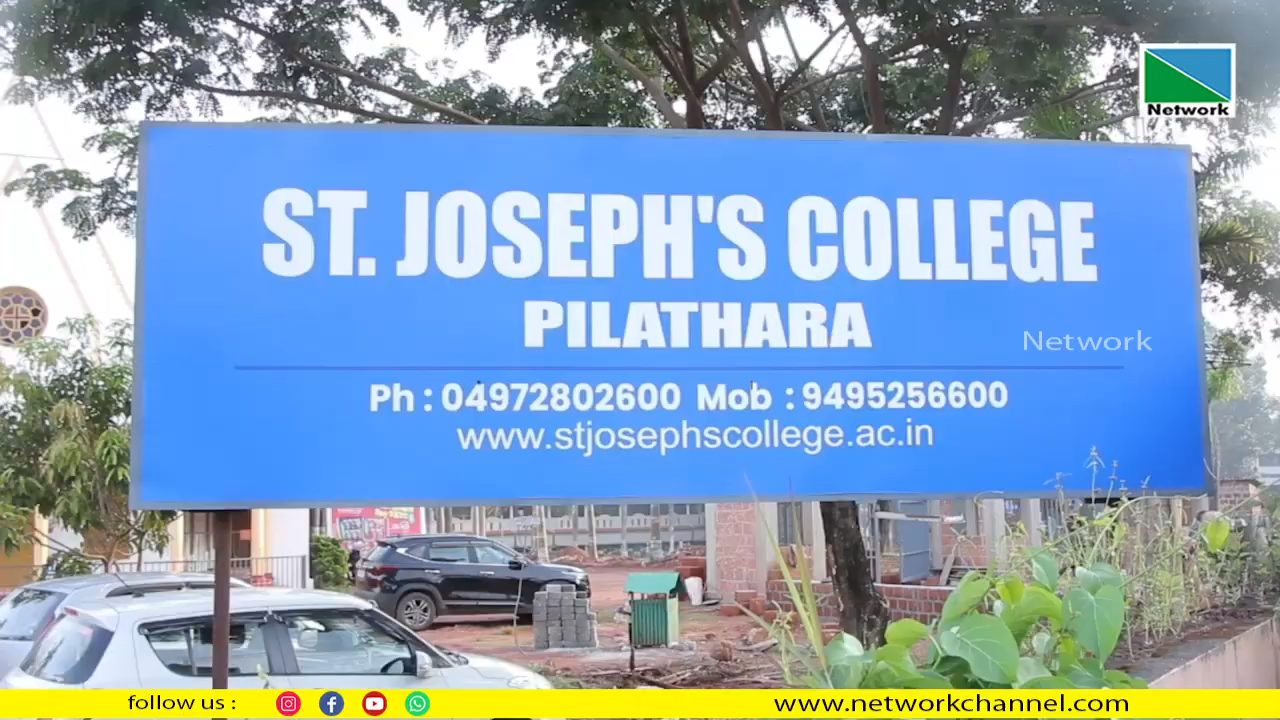 Network
ST. JOSEPH'S COLLEGE
PILATHARA
Network
Ph : 04972802600 Mob : 9495256600
www.stjosephscollege.ac.in
follow us :
www.networkchannel.com